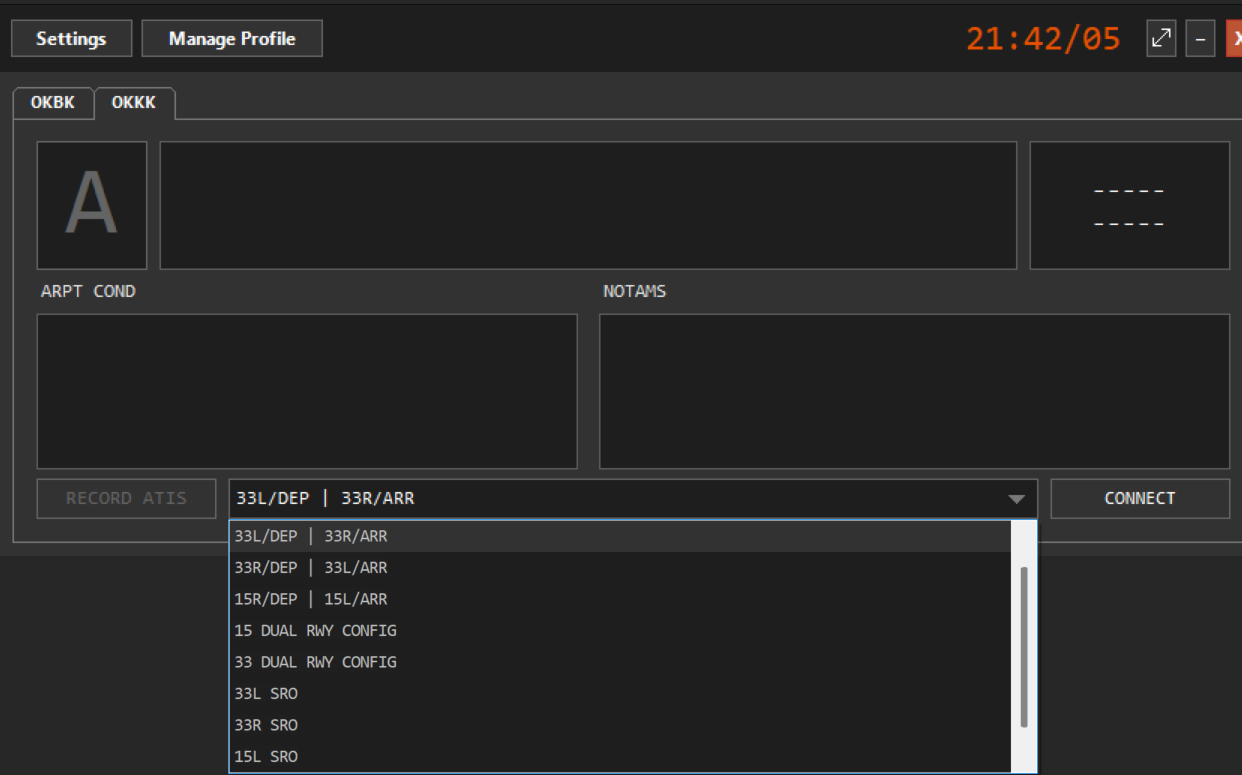 Settings Manage Profile 21:42/05 – X
OKBK OKKK
A
-----
-----
ARPT COND NOTAMS
RECORD ATIS 33L/DEP | 33R/ARR CONNECT
33L/DEP | 33R/ARR
33R/DEP | 33L/ARR
15R/DEP | 15L/ARR
15 DUAL RWY CONFIG
33 DUAL RWY CONFIG
33L SRO
33R SRO
15L SRO